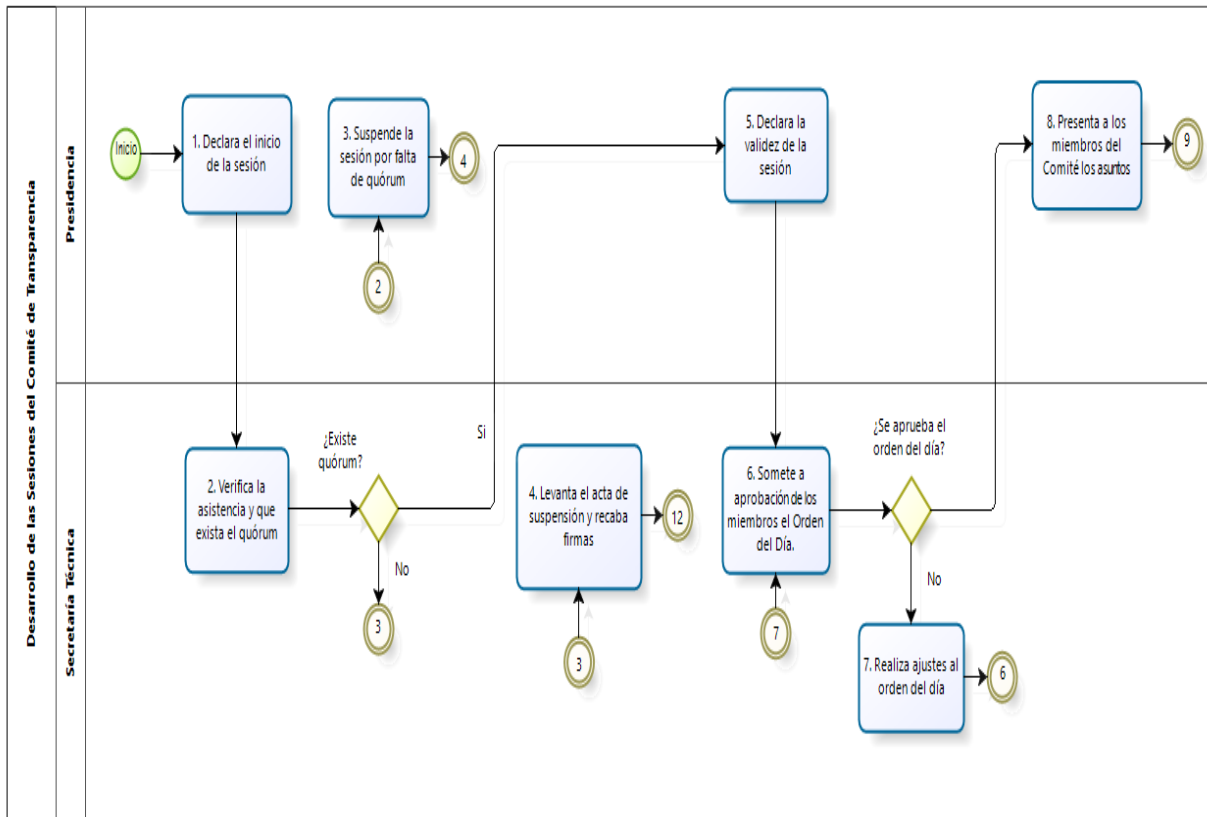 Desarrollo de las Sesiones del Comité de Transparencia
Presidencia
Inicio
1. Declara el inicio
de la sesión
3. Suspende la
sesión por falta
de quórum
4
2
5. Declara la
validez de la
sesión
8. Presenta a los
miembros del
Comité los asuntos
9
Secretaría Técnica
2. Verifica la
asistencia y que
exista el quórum
¿Existe
quórum?
Si
No
3
4. Levanta el acta de
suspensión y recaba
firmas
12
3
6. Somete a
aprobación de los
miembros el Orden
del Día.
7
¿Se aprueba el
orden del día?
No
7. Realiza ajustes al
orden del día
6